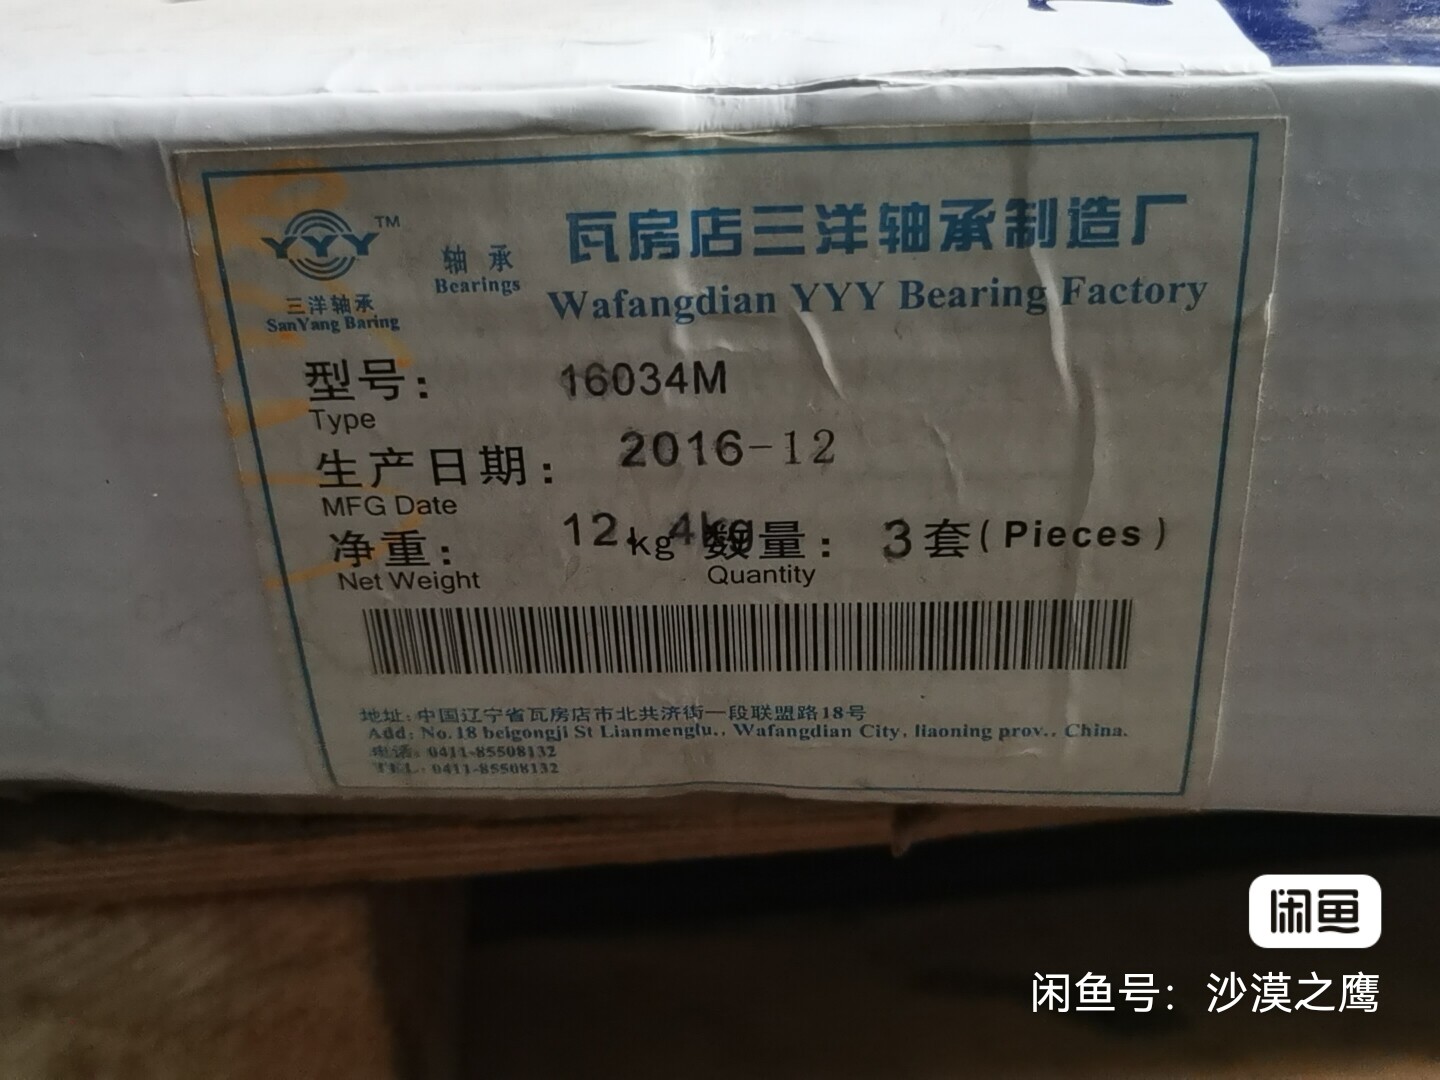 YYY TM
三洋轴承
SanYang Baring
轴承
Bearings
瓦房店三洋轴承制造厂
Wafangdian YYY Bearing Factory
型号： 16034M
Type
生产日期： 2016-12
MFG Date
净重： 12.4kg kg 数量： 3套(Pieces)
Net Weight Quantity
地址：中国辽宁省瓦房店市北共济街一段联盟路18号
Add: No.18 beigongji St Lianmenglu., Wafangdian City, liaoning prov., China.
电话：0411-85508132
TEL：0411-85508132
闲鱼
闲鱼号：沙漠之鹰